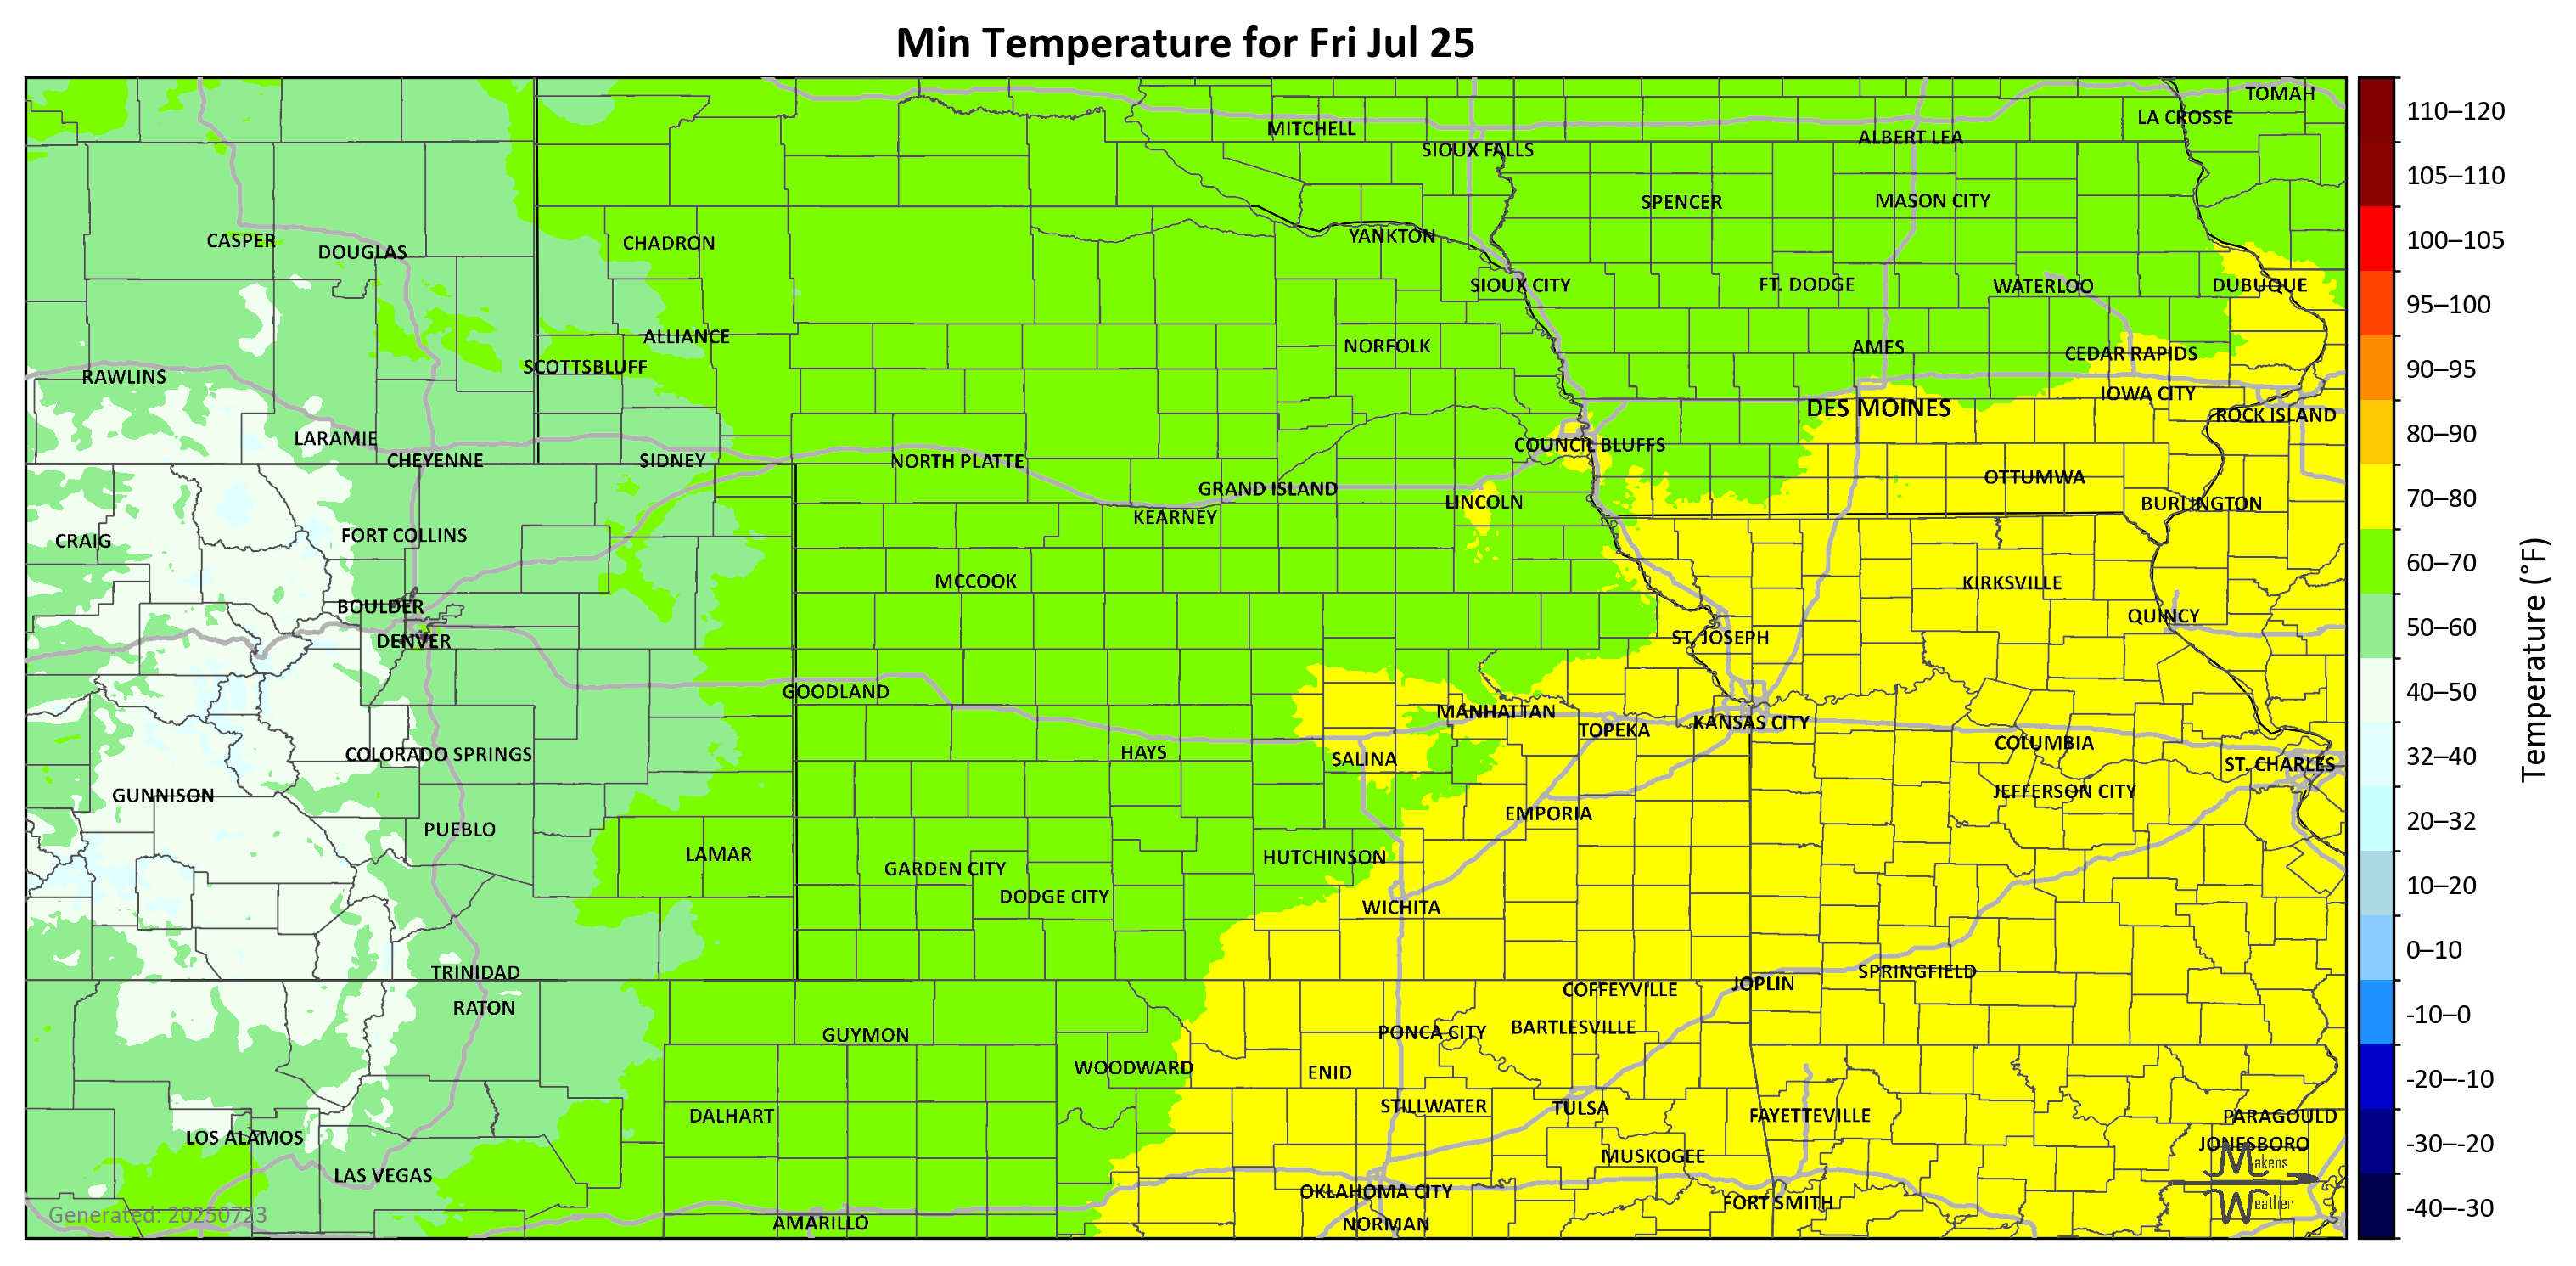 Min Temperature for Fri Jul 25
TOMAH
LA CROSSE
MITCHELL
ALBERT LEA
SIOUX FALLS
SPENCER
MASON CITY
CASPER
DOUGLAS
CHADRON
YANKTON
SIOUX CITY
FT. DODGE
WATERLOO
DUBUQUE
ALLIANCE
NORFOLK
AMES
CEDAR RAPIDS
SCOTTSBLUFF
RAWLINS
IOWA CITY
DES MOINES
ROCK ISLAND
LARAMIE
COUNCIL BLUFFS
CHEYENNE
SIDNEY
NORTH PLATTE
OTTUMWA
GRAND ISLAND
LINCOLN
BURLINGTON
KEARNEY
CRAIG
FORT COLLINS
MCCOOK
KIRKSVILLE
BOULDER
QUINCY
DENVER
ST. JOSEPH
GOODLAND
MANHATTAN
KANSAS CITY
TOPEKA
COLUMBIA
COLORADO SPRINGS
HAYS
SALINA
ST. CHARLES
JEFFERSON CITY
GUNNISON
EMPORIA
PUEBLO
LAMAR
HUTCHINSON
GARDEN CITY
DODGE CITY
WICHITA
TRINIDAD
SPRINGFIELD
JOPLIN
COFFEYVILLE
RATON
BARTLESVILLE
PONCA CITY
GUYMON
WOODWARD
ENID
STILLWATER
TULSA
DALHART
FAYETTEVILLE
PARAGOULD
LOS ALAMOS
JONESBORO
MUSKOGEE
LAS VEGAS
OKLAHOMA CITY
FORT SMITH
AMARILLO
NORMAN
Generated: 20250723
Makens
Weather
110–120
105–110
100–105
95–100
90–95
80–90
70–80
60–70
50–60
40–50
32–40
20–32
10–20
0–10
-10–0
-20–-10
-30–-20
-40–-30
Temperature (°F)